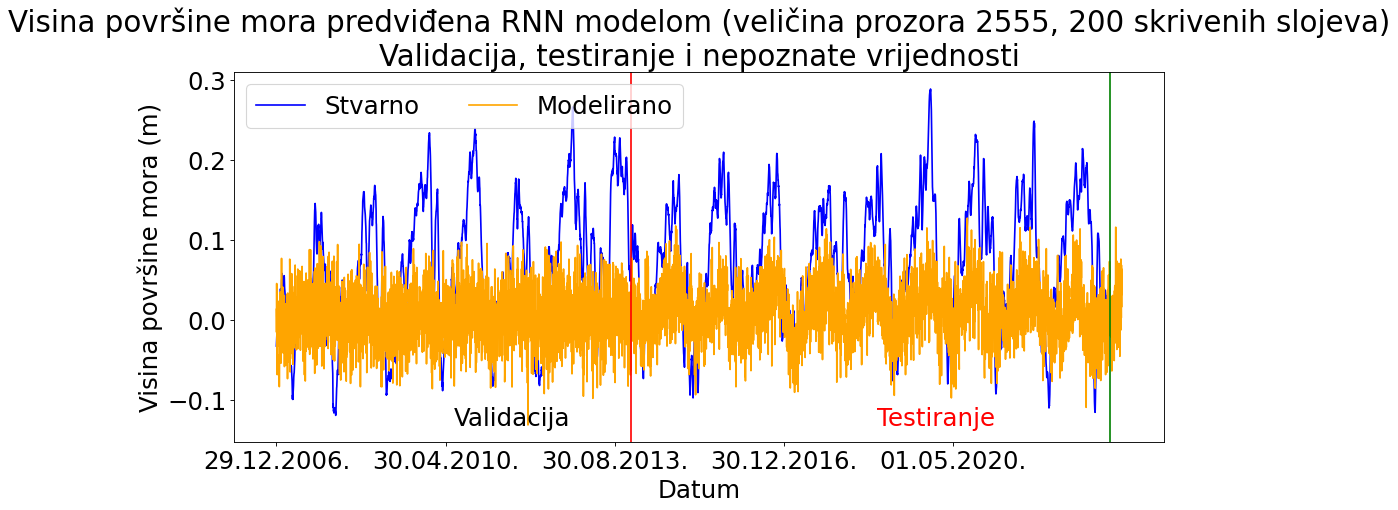 Visina površine mora predviđena RNN modelom (veličina prozora 2555, 200 skrivenih slojeva)
Validacija, testiranje i nepoznate vrijednosti
Stvarno Modelirano
Visina površine mora (m)
0.3
0.2
0.1
0.0
−0.1
Validacija Testiranje
29.12.2006. 30.04.2010. 30.08.2013. 30.12.2016. 01.05.2020.
Datum